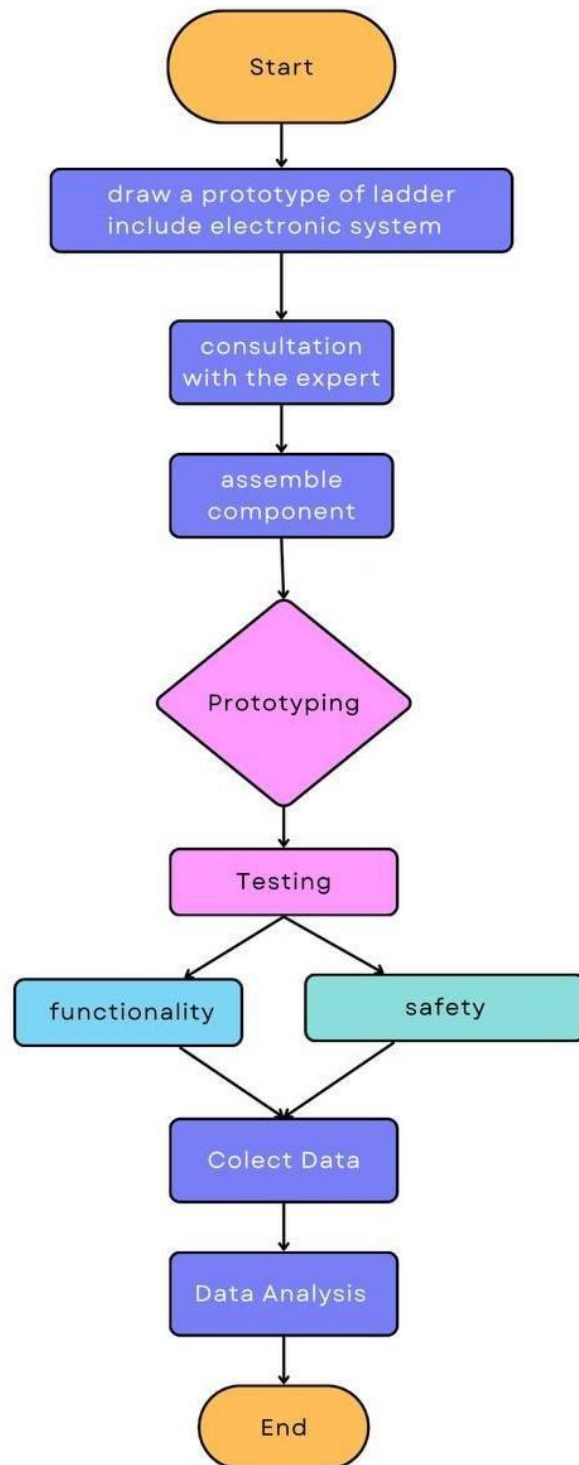 Start
draw a prototype of ladder
include electronic system
consultation
with the expert
assemble
component
Prototyping
Testing
functionality
safety
Colect Data
Data Analysis
End